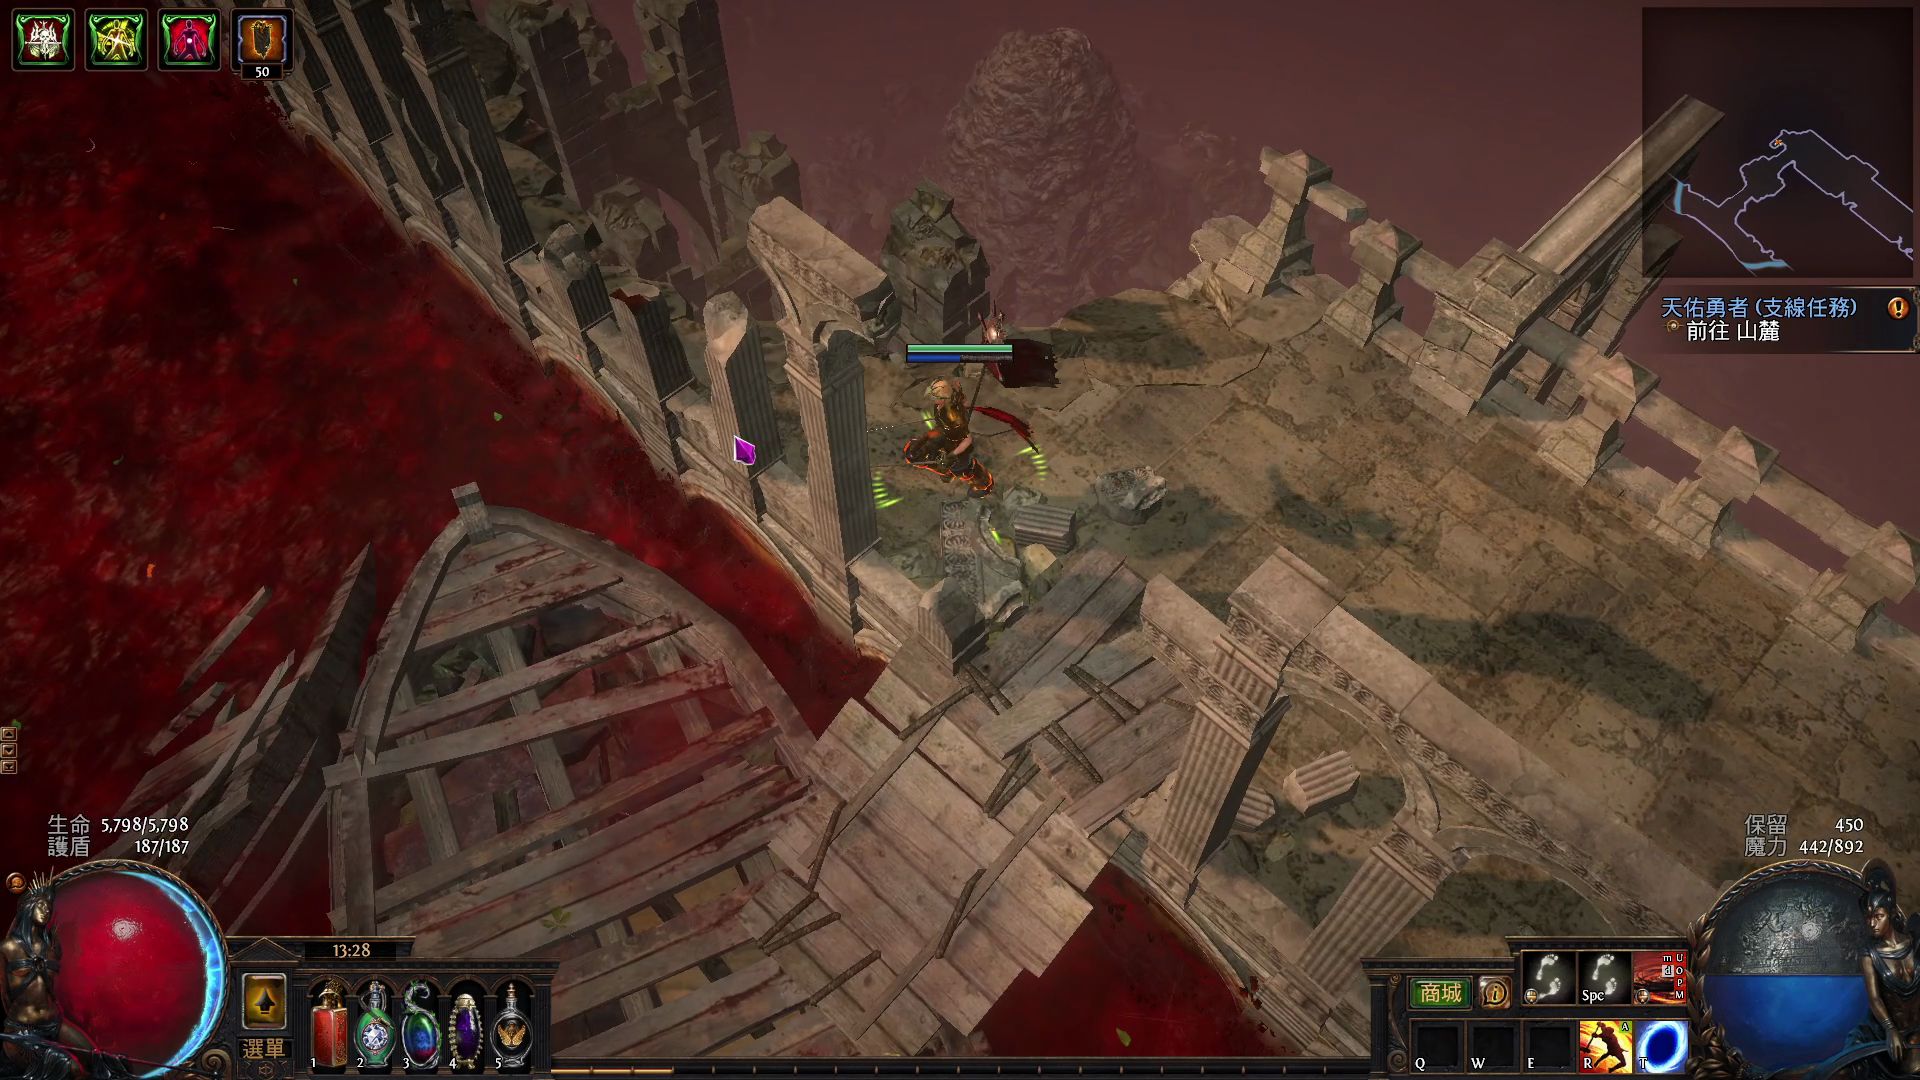 50
天佑勇者 (支線任務)
前往 山麓
生命 5,798/5,798
護盾 187/187
保留 450
魔力 442/892
13:28
選單
1 2 3 4 5
商城
Spc
m U
d O
P
M
A
Q W E R T